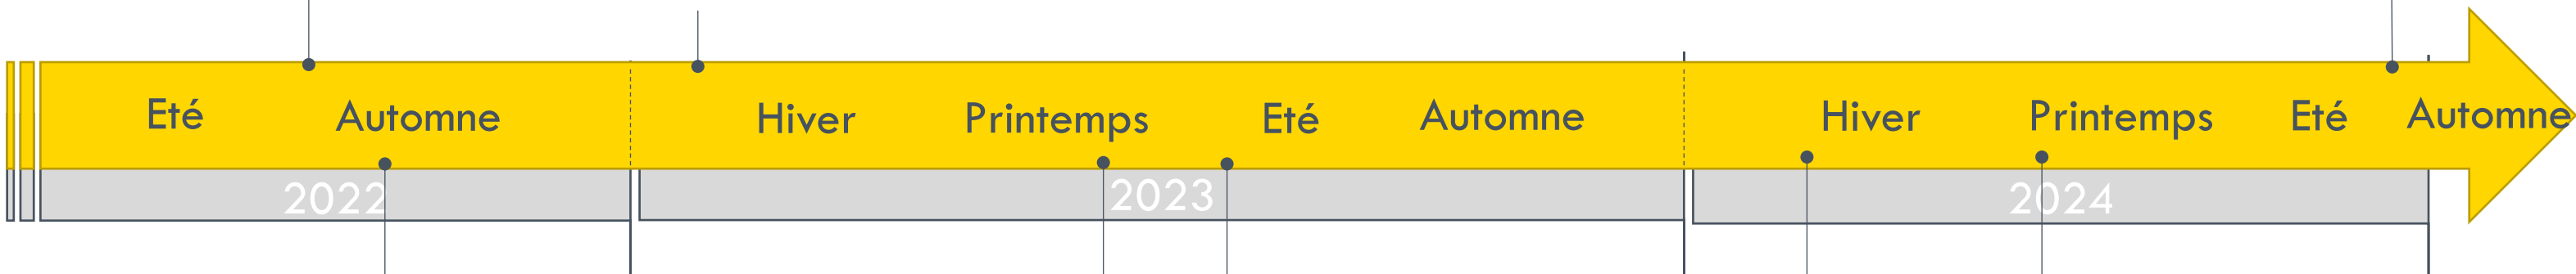 Eté Automne Hiver Printemps Eté Automne Hiver Printemps Eté Automne
2022 2023 2024